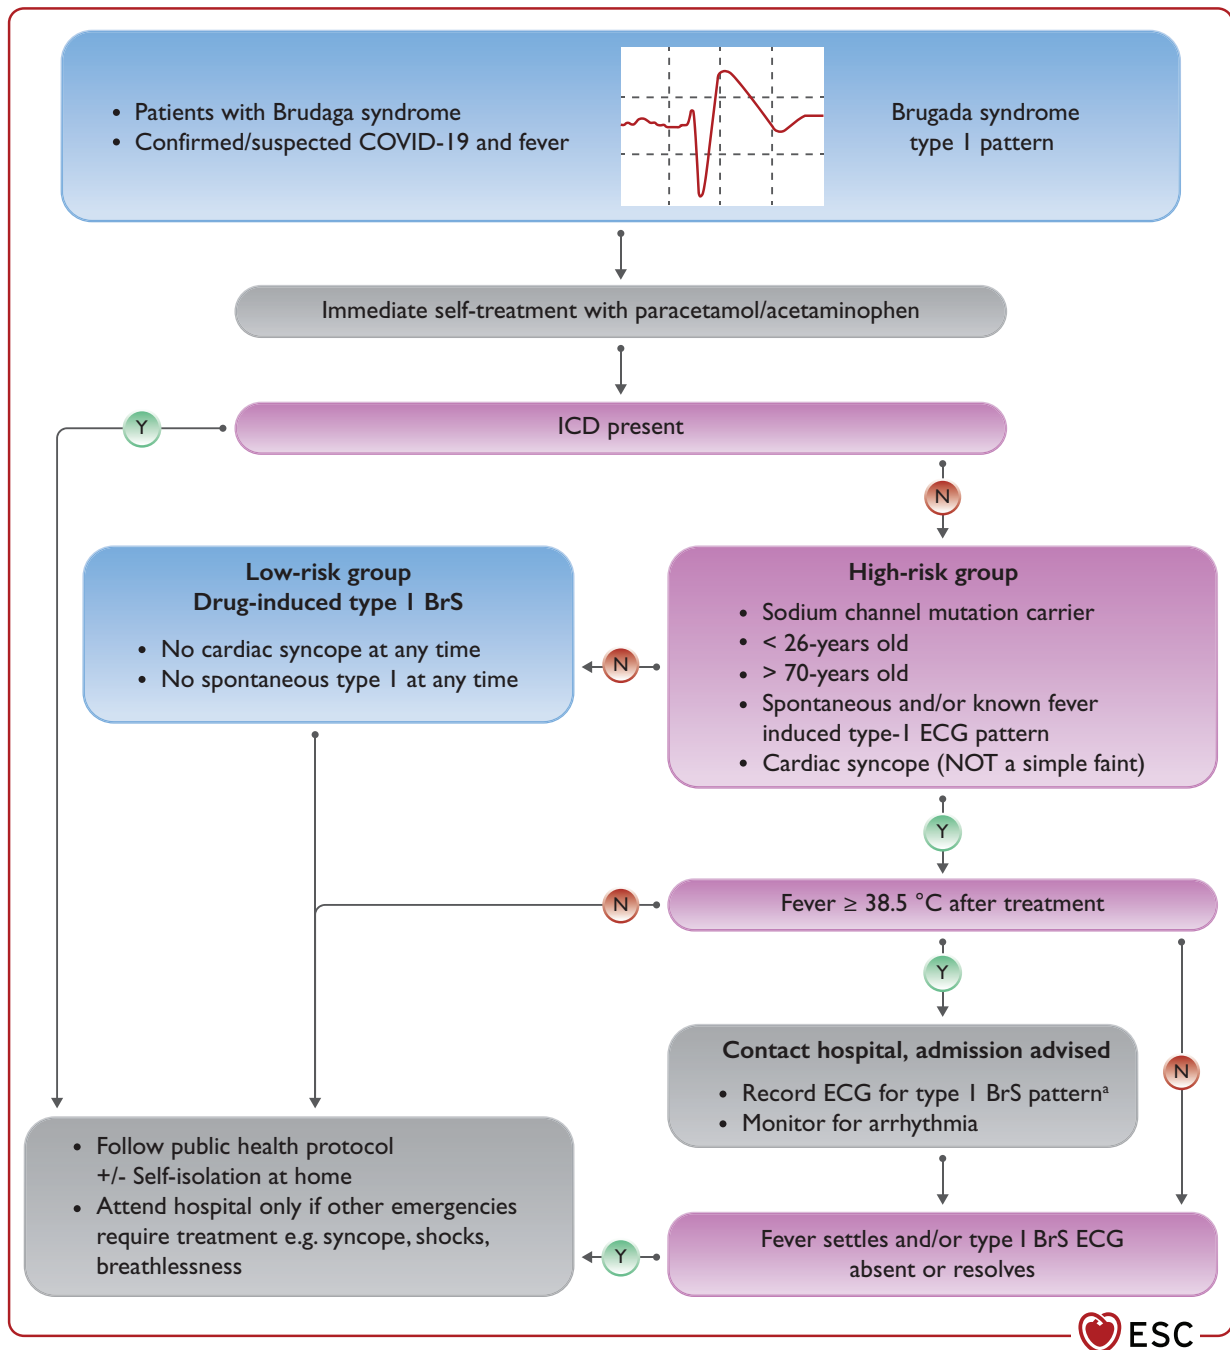 • Patients with Brudaga syndrome
• Confirmed/suspected COVID-19 and fever
Brugada syndrome
type 1 pattern
Immediate self-treatment with paracetamol/acetaminophen
ICD present
Y
N
Low-risk group
Drug-induced type 1 BrS
• No cardiac syncope at any time
• No spontaneous type 1 at any time
N
High-risk group
• Sodium channel mutation carrier
• < 26-years old
• > 70-years old
• Spontaneous and/or known fever
induced type-1 ECG pattern
• Cardiac syncope (NOT a simple faint)
Y
Fever ≥ 38.5 °C after treatment
N
Y
N
Contact hospital, admission advised
• Record ECG for type 1 BrS patternᵃ
• Monitor for arrhythmia
• Follow public health protocol
+/- Self-isolation at home
• Attend hospital only if other emergencies
require treatment e.g. syncope, shocks,
breathlessness
Y
Fever settles and/or type 1 BrS ECG
absent or resolves
ESC